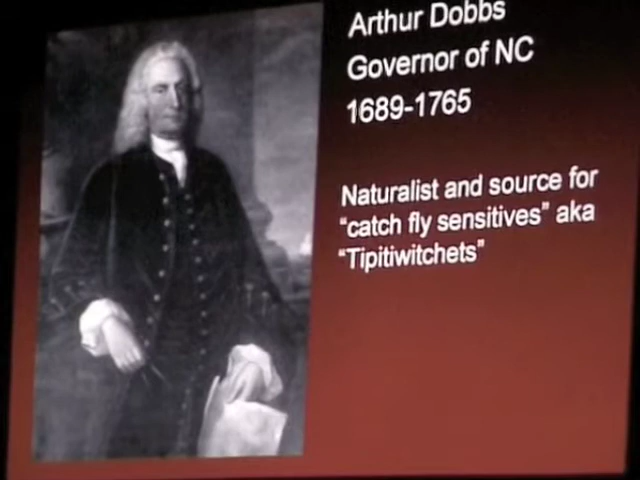 Arthur Dobbs
Governor of NC
1689-1765
Naturalist and source for
“catch fly sensitives” aka
“Tipitiwitchets”